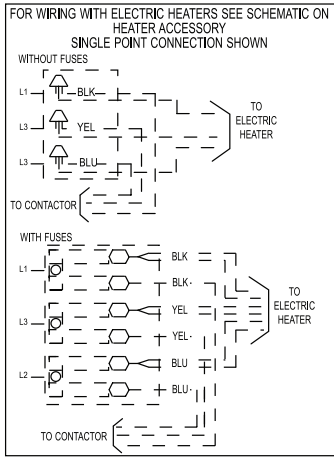 FOR WIRING WITH ELECTRIC HEATERS SEE SCHEMATIC ON
HEATER ACCESSORY
SINGLE POINT CONNECTION SHOWN
WITHOUT FUSES
L1
BLK
L3
YEL
L3
BLU
TO
ELECTRIC
HEATER
TO CONTACTOR
WITH FUSES
BLK
L1
BLK
YEL
L3
YEL
BLU
L2
BLU
TO
ELECTRIC
HEATER
TO CONTACTOR